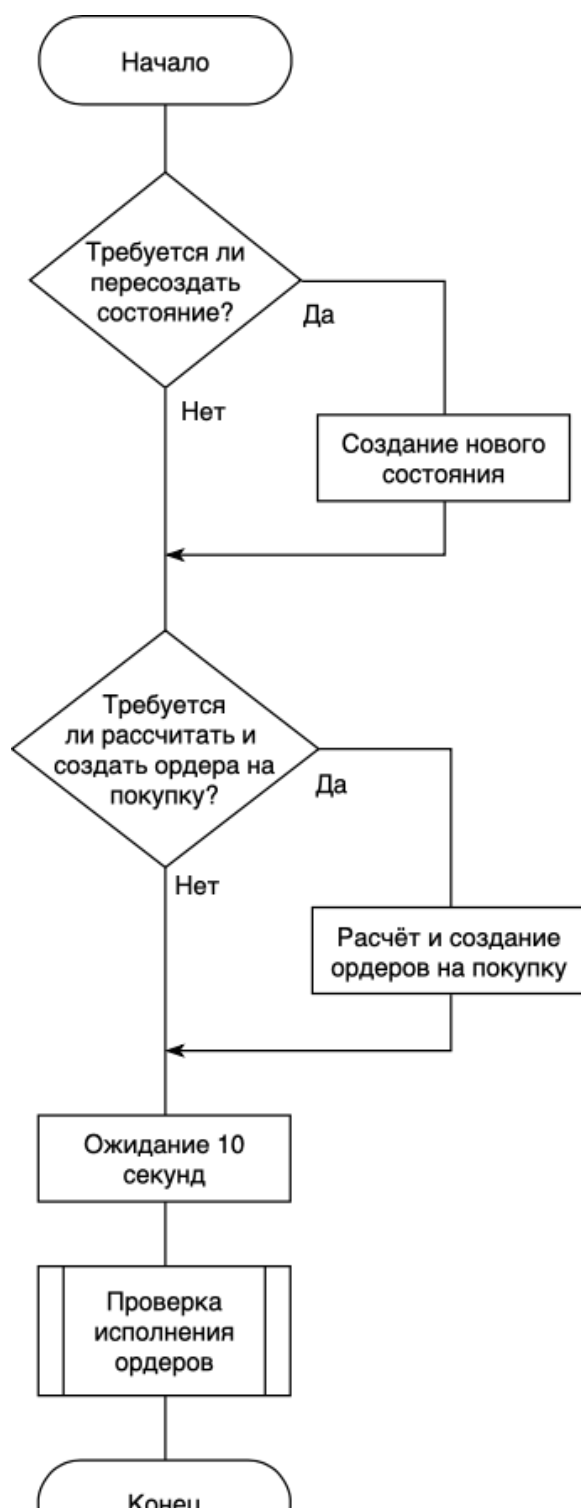 Начало
Требуется ли
пересоздать
состояние?
Да
Нет
Создание нового
состояния
Требуется
ли рассчитать и
создать ордера на
покупку?
Да
Нет
Расчёт и создание
ордеров на покупку
Ожидание 10
секунд
Проверка
исполнения
ордеров
Конец